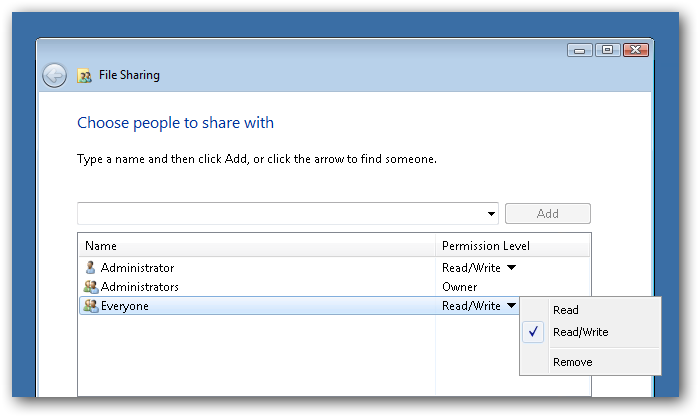 File Sharing
Choose people to share with
Type a name and then click Add, or click the arrow to find someone.
Add
Name Permission Level
Administrator Read/Write
Administrators Owner
Everyone Read/Write
Read
Read/Write
Remove